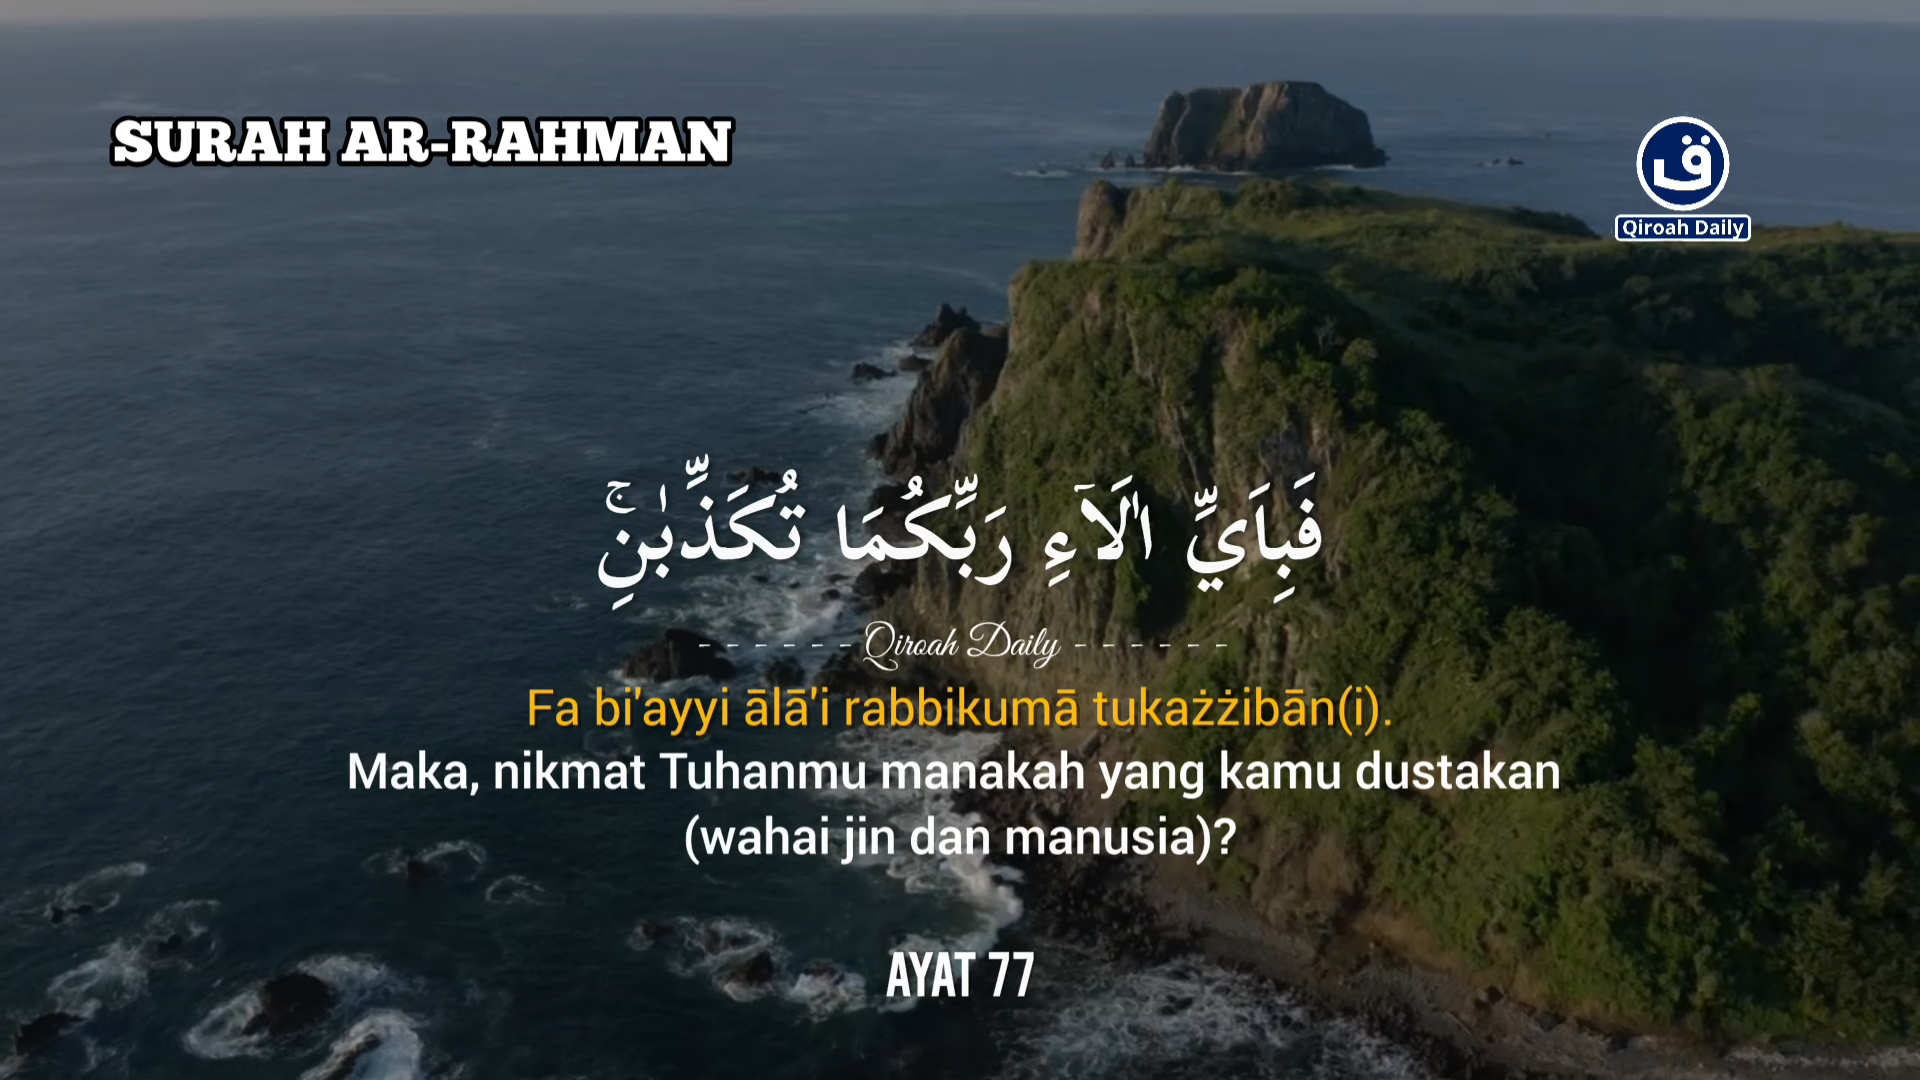 SURAH AR-RAHMAN
ق
Qiroah Daily
فَبِاَيِّ اٰلَاۤءِ رَبِّكُمَا تُكَذِّبٰنِۚ
Qiroah Daily
Fa bi'ayyi ālā'i rabbikumā tukażżibān(i).
Maka, nikmat Tuhanmu manakah yang kamu dustakan
(wahai jin dan manusia)?
AYAT 77